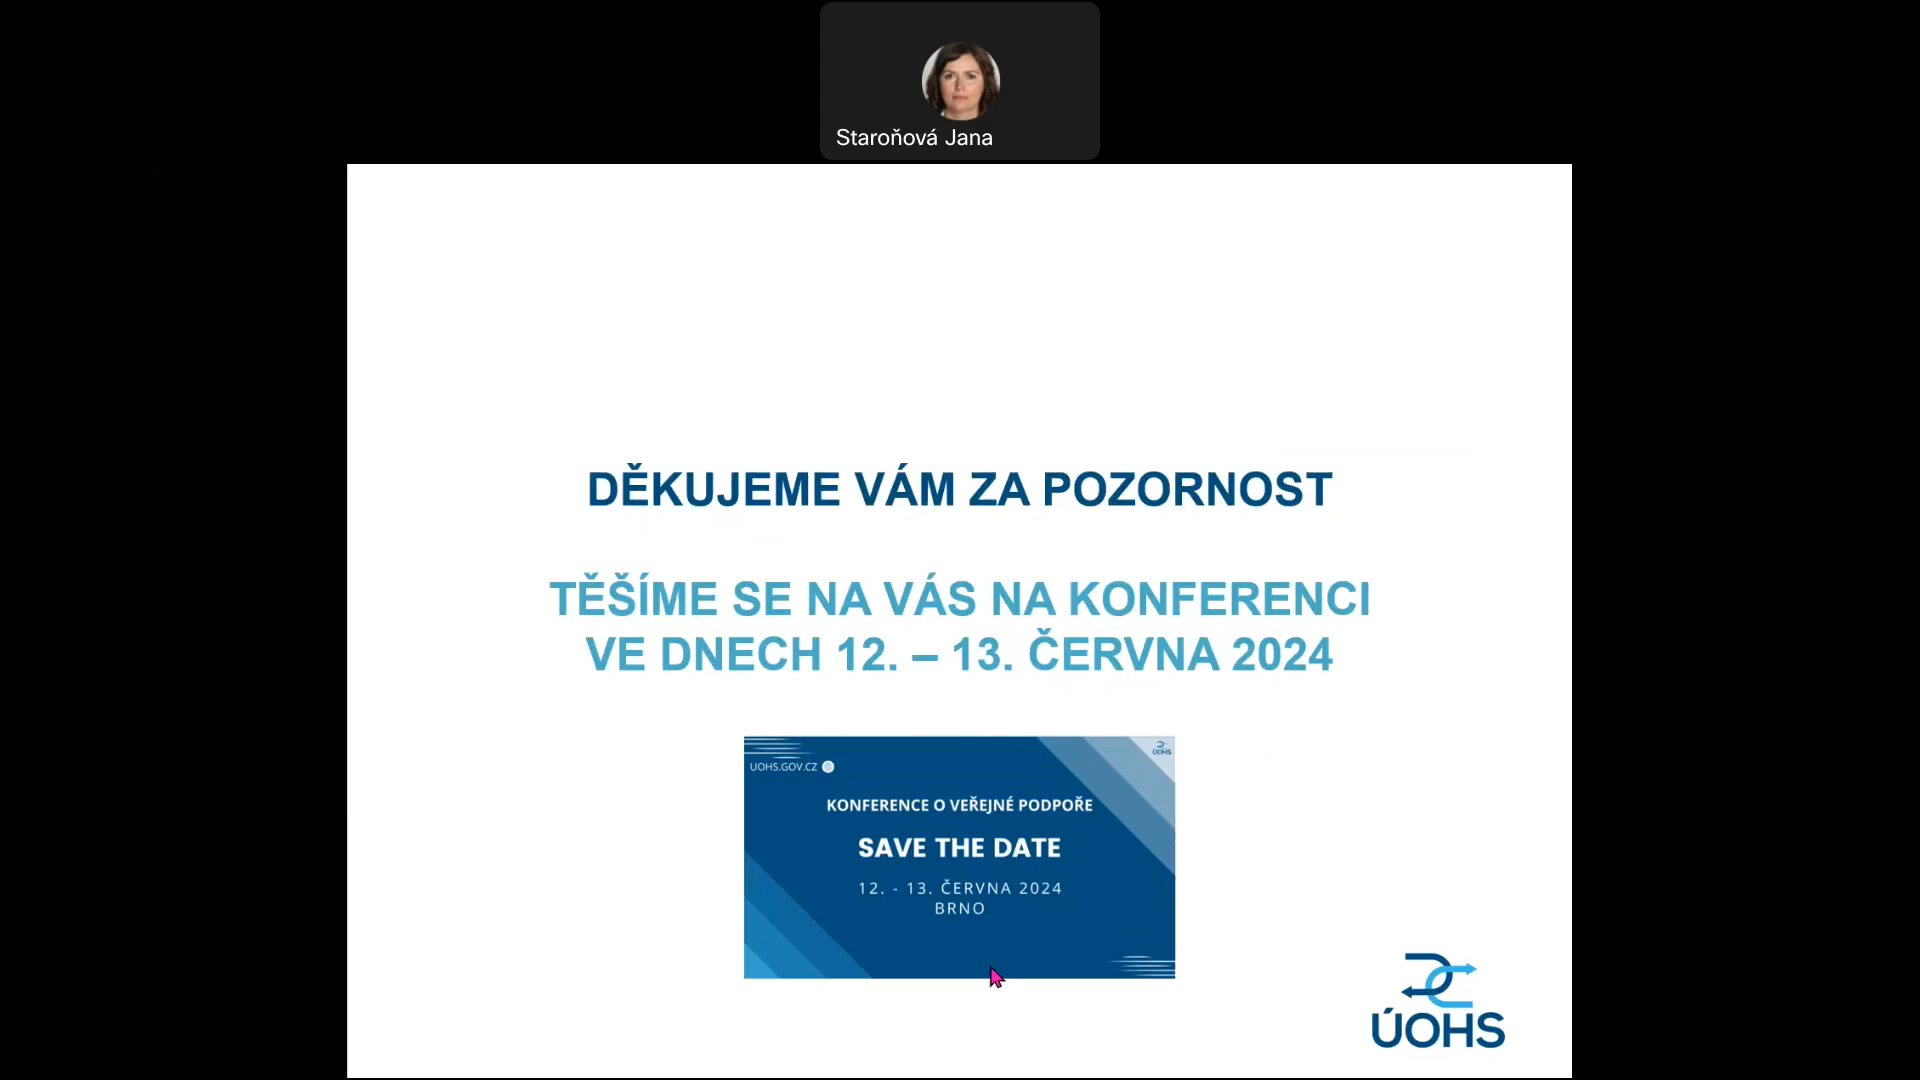 Staroňová Jana
DĚKUJEME VÁM ZA POZORNOST
TĚŠÍME SE NA VÁS NA KONFERENCI
VE DNECH 12. – 13. ČERVNA 2024
ÚOHS
UOHS.GOV.CZ
KONFERENCE O VEŘEJNÉ PODPOŘE
SAVE THE DATE
12. - 13. ČERVNA 2024
BRNO
ÚOHS